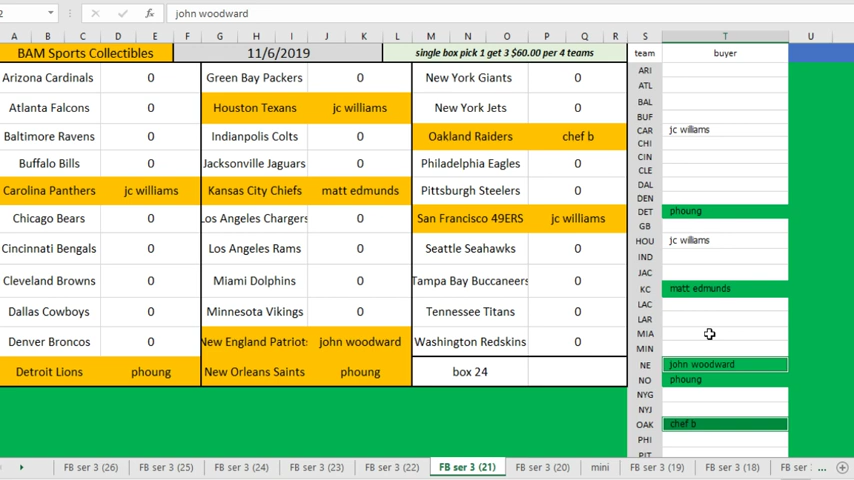 2 john woodward
A B C D E F G H I J K L M N O P Q R S T U
BAM Sports Collectibles 11/6/2019 single box pick 1 get 3 $60.00 per 4 teams team buyer
Arizona Cardinals 0 Green Bay Packers 0 New York Giants 0 ARI
ATL
Atlanta Falcons 0 Houston Texans jc williams New York Jets 0 BAL
BUF
Baltimore Ravens 0 Indianpolis Colts 0 Oakland Raiders chef b CAR jc wiliams
CHI
Buffalo Bills 0 Jacksonville Jaguars 0 Philadelphia Eagles 0 CIN
CLE
Carolina Panthers jc wiliams Kansas City Chiefs matt edmunds Pittsburgh Steelers 0 DAL
DEN
Chicago Bears 0 Los Angeles Chargers 0 San Francisco 49ERS jc williams DET phoung
GB
Cincinnati Bengals 0 Los Angeles Rams 0 Seattle Seahawks 0 HOU jc wiliams
IND
Cleveland Browns 0 Miami Dolphins 0 Tampa Bay Buccaneers 0 JAC
KC matt edmunds
Dallas Cowboys 0 Minnesota Vikings 0 Tennessee Titans 0 LAC
LAR
Denver Broncos 0 New England Patriots john woodward Washington Redskins 0 MIA
MIN
Detroit Lions phoung New Orleans Saints phoung box 24 NE john woodward
NO phoung
NYG
NYJ
OAK chef b
PHI
PIT
FB ser 3 (26) FB ser 3 (25) FB ser 3 (24) FB ser 3 (23) FB ser 3 (22) FB ser 3 (21) FB ser 3 (20) mini FB ser 3 (19) FB ser 3 (18) FB ser ...